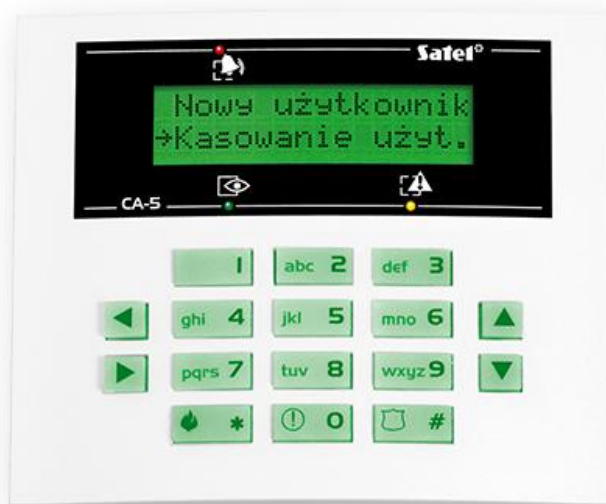 Satel
Nowy użytkownik
→Kasowanie użyt.
CA-5
1 abc 2 def 3
ghi 4 jkl 5 mno 6
pqrs 7 tuv 8 wxyz 9
* 0 #